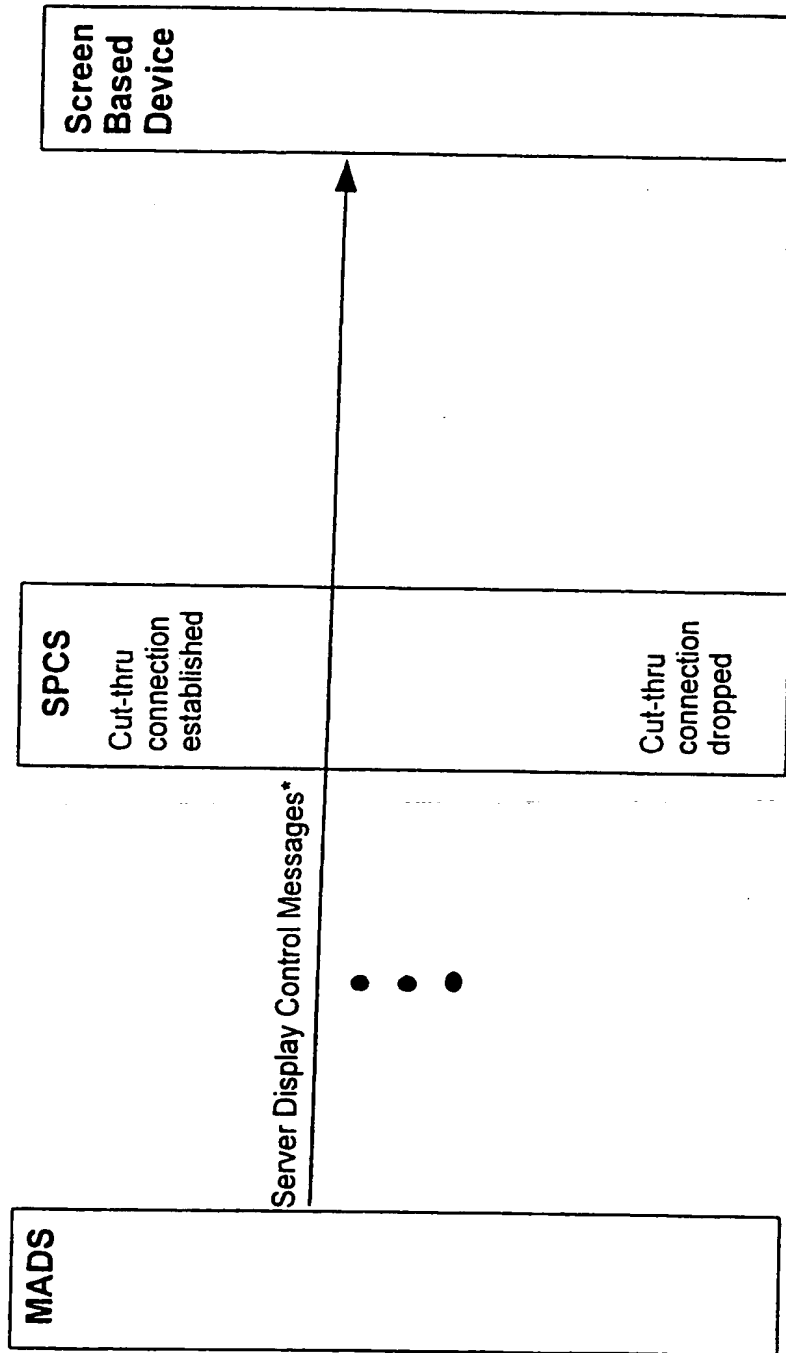 MADS
Server Display Control Messages*
SPCS
Cut-thru
connection
established
Cut-thru
connection
dropped
Screen
Based
Device